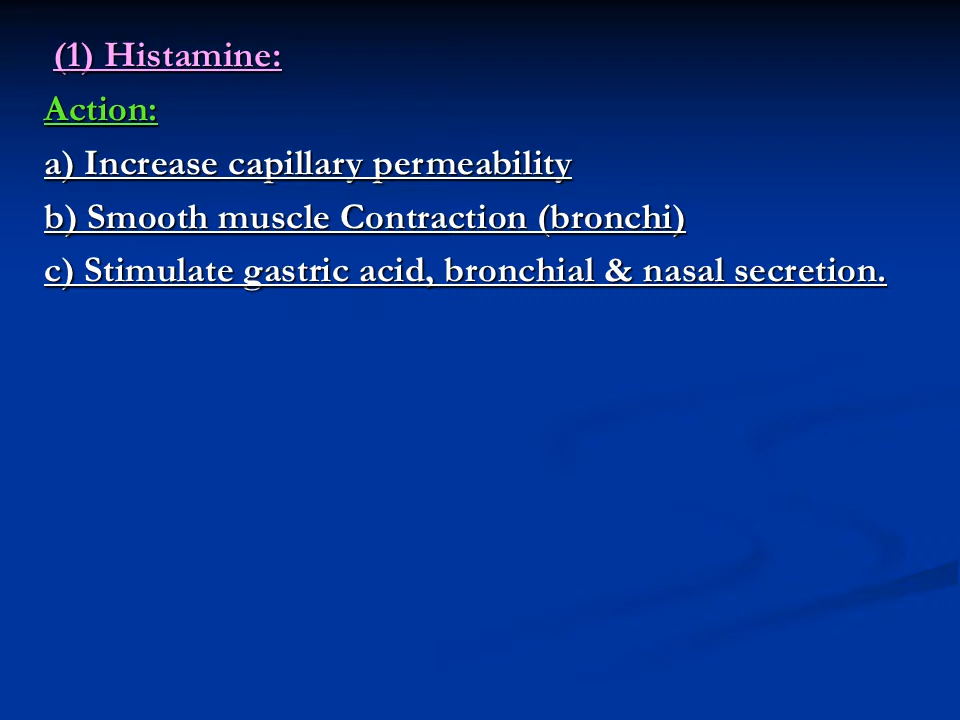 (1) Histamine:
Action:
a) Increase capillary permeability
b) Smooth muscle Contraction (bronchi)
c) Stimulate gastric acid, bronchial & nasal secretion.